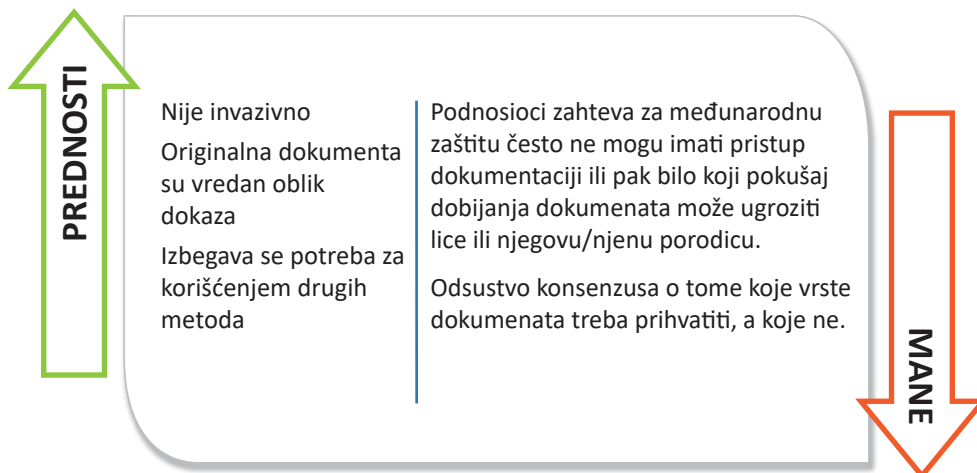 PREDNOSTI
Nije invazivno
Originalna dokumenta
su vredan oblik
dokaza
Izbegava se potreba za
korišćenjem drugih
metoda
Podnosioci zahteva za međunarodnu
zaštitu često ne mogu imati pristup
dokumentaciji ili pak bilo koji pokušaj
dobijanja dokumenata može ugroziti
lice ili njegovu/njenu porodicu.
Odsustvo konsenzusa o tome koje vrste
dokumenata treba prihvatiti, a koje ne.
MANE